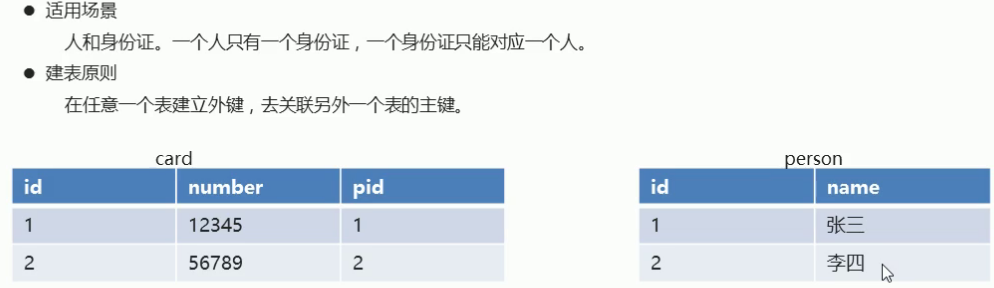 ● 适用场景
人和身份证。一个人只有一个身份证，一个身份证只能对应一个人。
● 建表原则
在任意一个表建立外键，去关联另外一个表的主键。
card
id number pid
1 12345 1
2 56789 2
person
id name
1 张三
2 李四